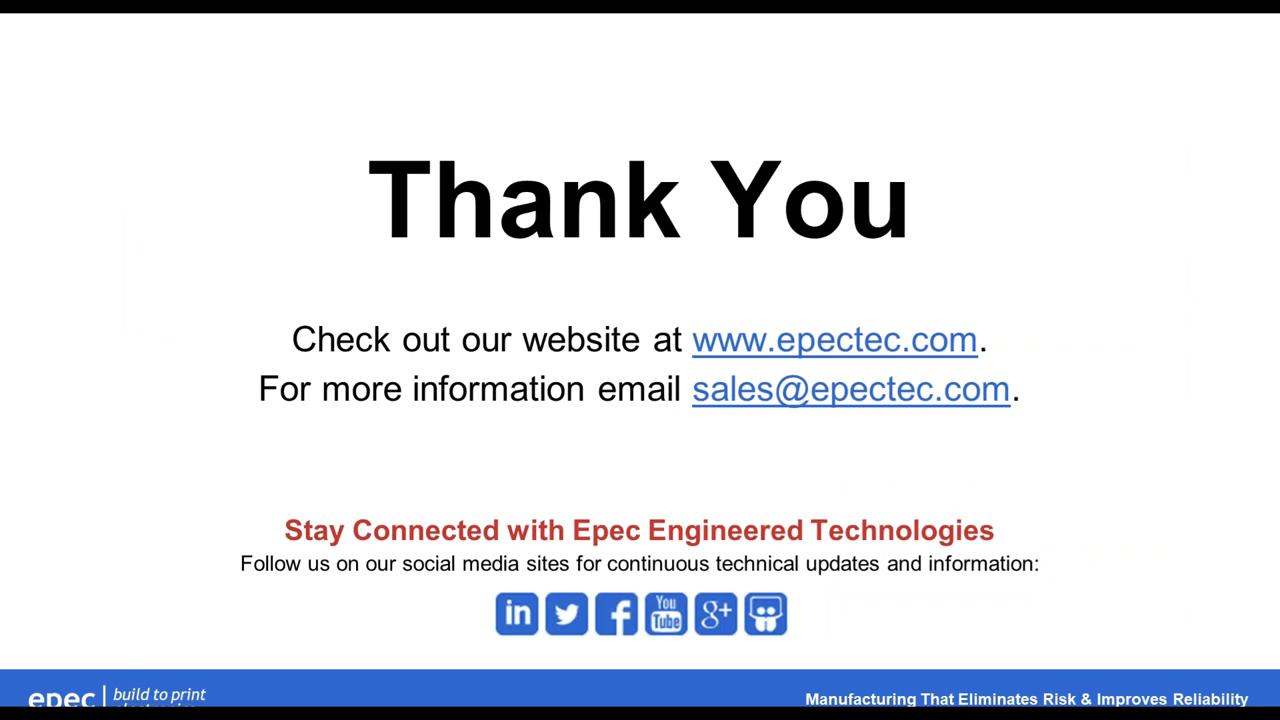 Thank You
Check out our website at www.epectec.com.
For more information email sales@epectec.com.
Stay Connected with Epec Engineered Technologies
Follow us on our social media sites for continuous technical updates and information:
in f You Tube g+
epec build to print
Manufacturing That Eliminates Risk & Improves Reliability